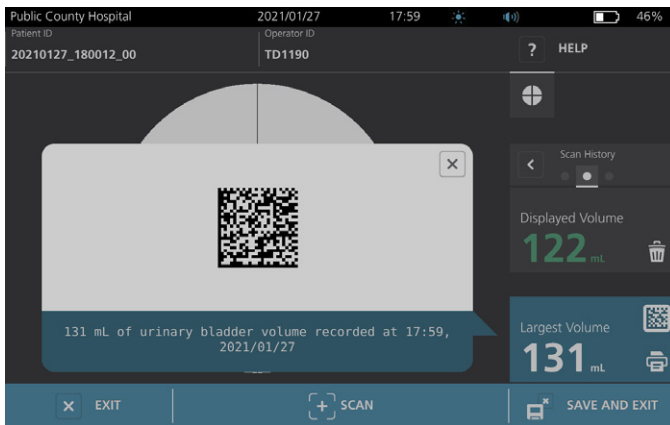 Public County Hospital 2021/01/27 17:59 46%
Patient ID Operator ID
20210127_180012_00 TD1190
? HELP
Scan History
Displayed Volume
122 mL
131 mL of urinary bladder volume recorded at 17:59,
2021/01/27
Largest Volume
131 mL
EXIT SCAN SAVE AND EXIT